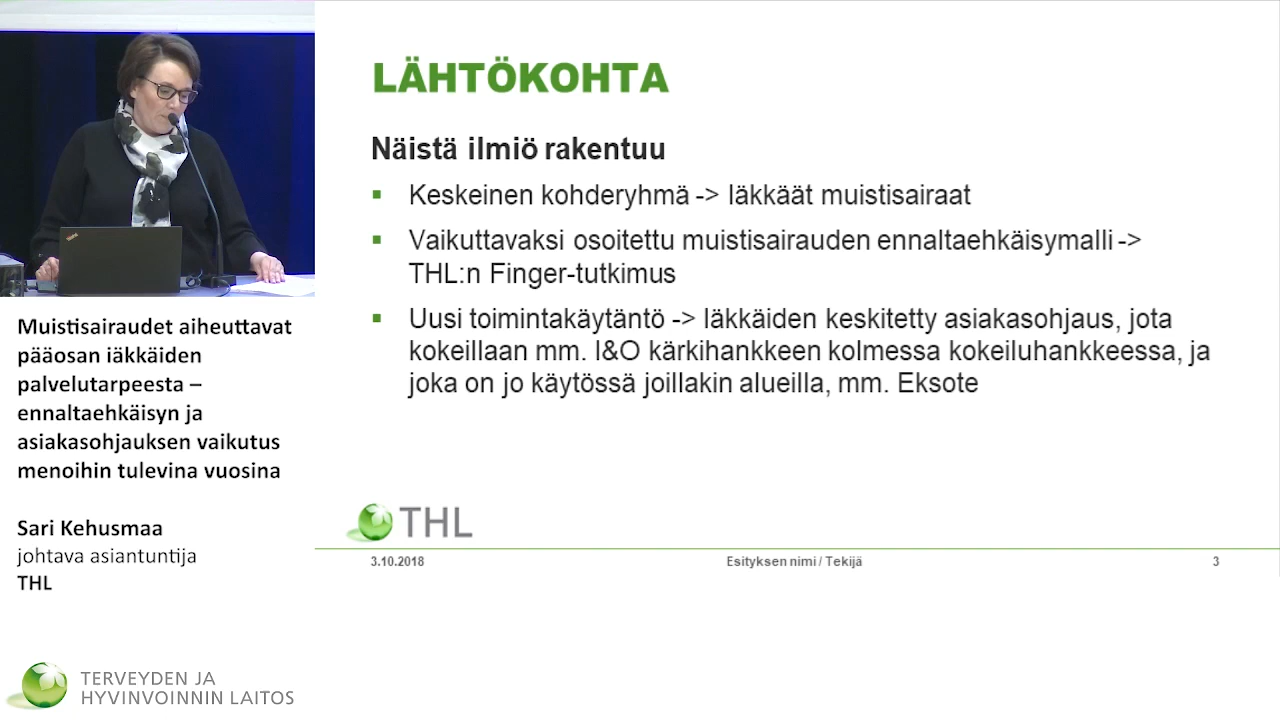 LÄHTÖKOHTA
Näistä ilmiö rakentuu
Keskeinen kohderyhmä -> Iäkkäät muistisairaat
Vaikuttavaksi osoitettu muistisairauden ennaltaehkäisymalli ->
THL:n Finger-tutkimus
Uusi toimintakäytäntö -> Iäkkäiden keskitetty asiakasohjaus, jota
kokeillaan mm. I&O kärkihankkeen kolmessa kokeiluhankkeessa, ja
joka on jo käytössä joillakin alueilla, mm. Eksote
THL
3.10.2018 Esityksen nimi / Tekijä 3
Muistisairaudet aiheuttavat
pääosan iäkkäiden
palvelutarpeesta –
ennaltaehkäisyn ja
asiakasohjauksen vaikutus
menoihin tulevina vuosina
Sari Kehusmaa
johtava asiantuntija
THL
TERVEYDEN JA
HYVINVOINNIN LAITOS